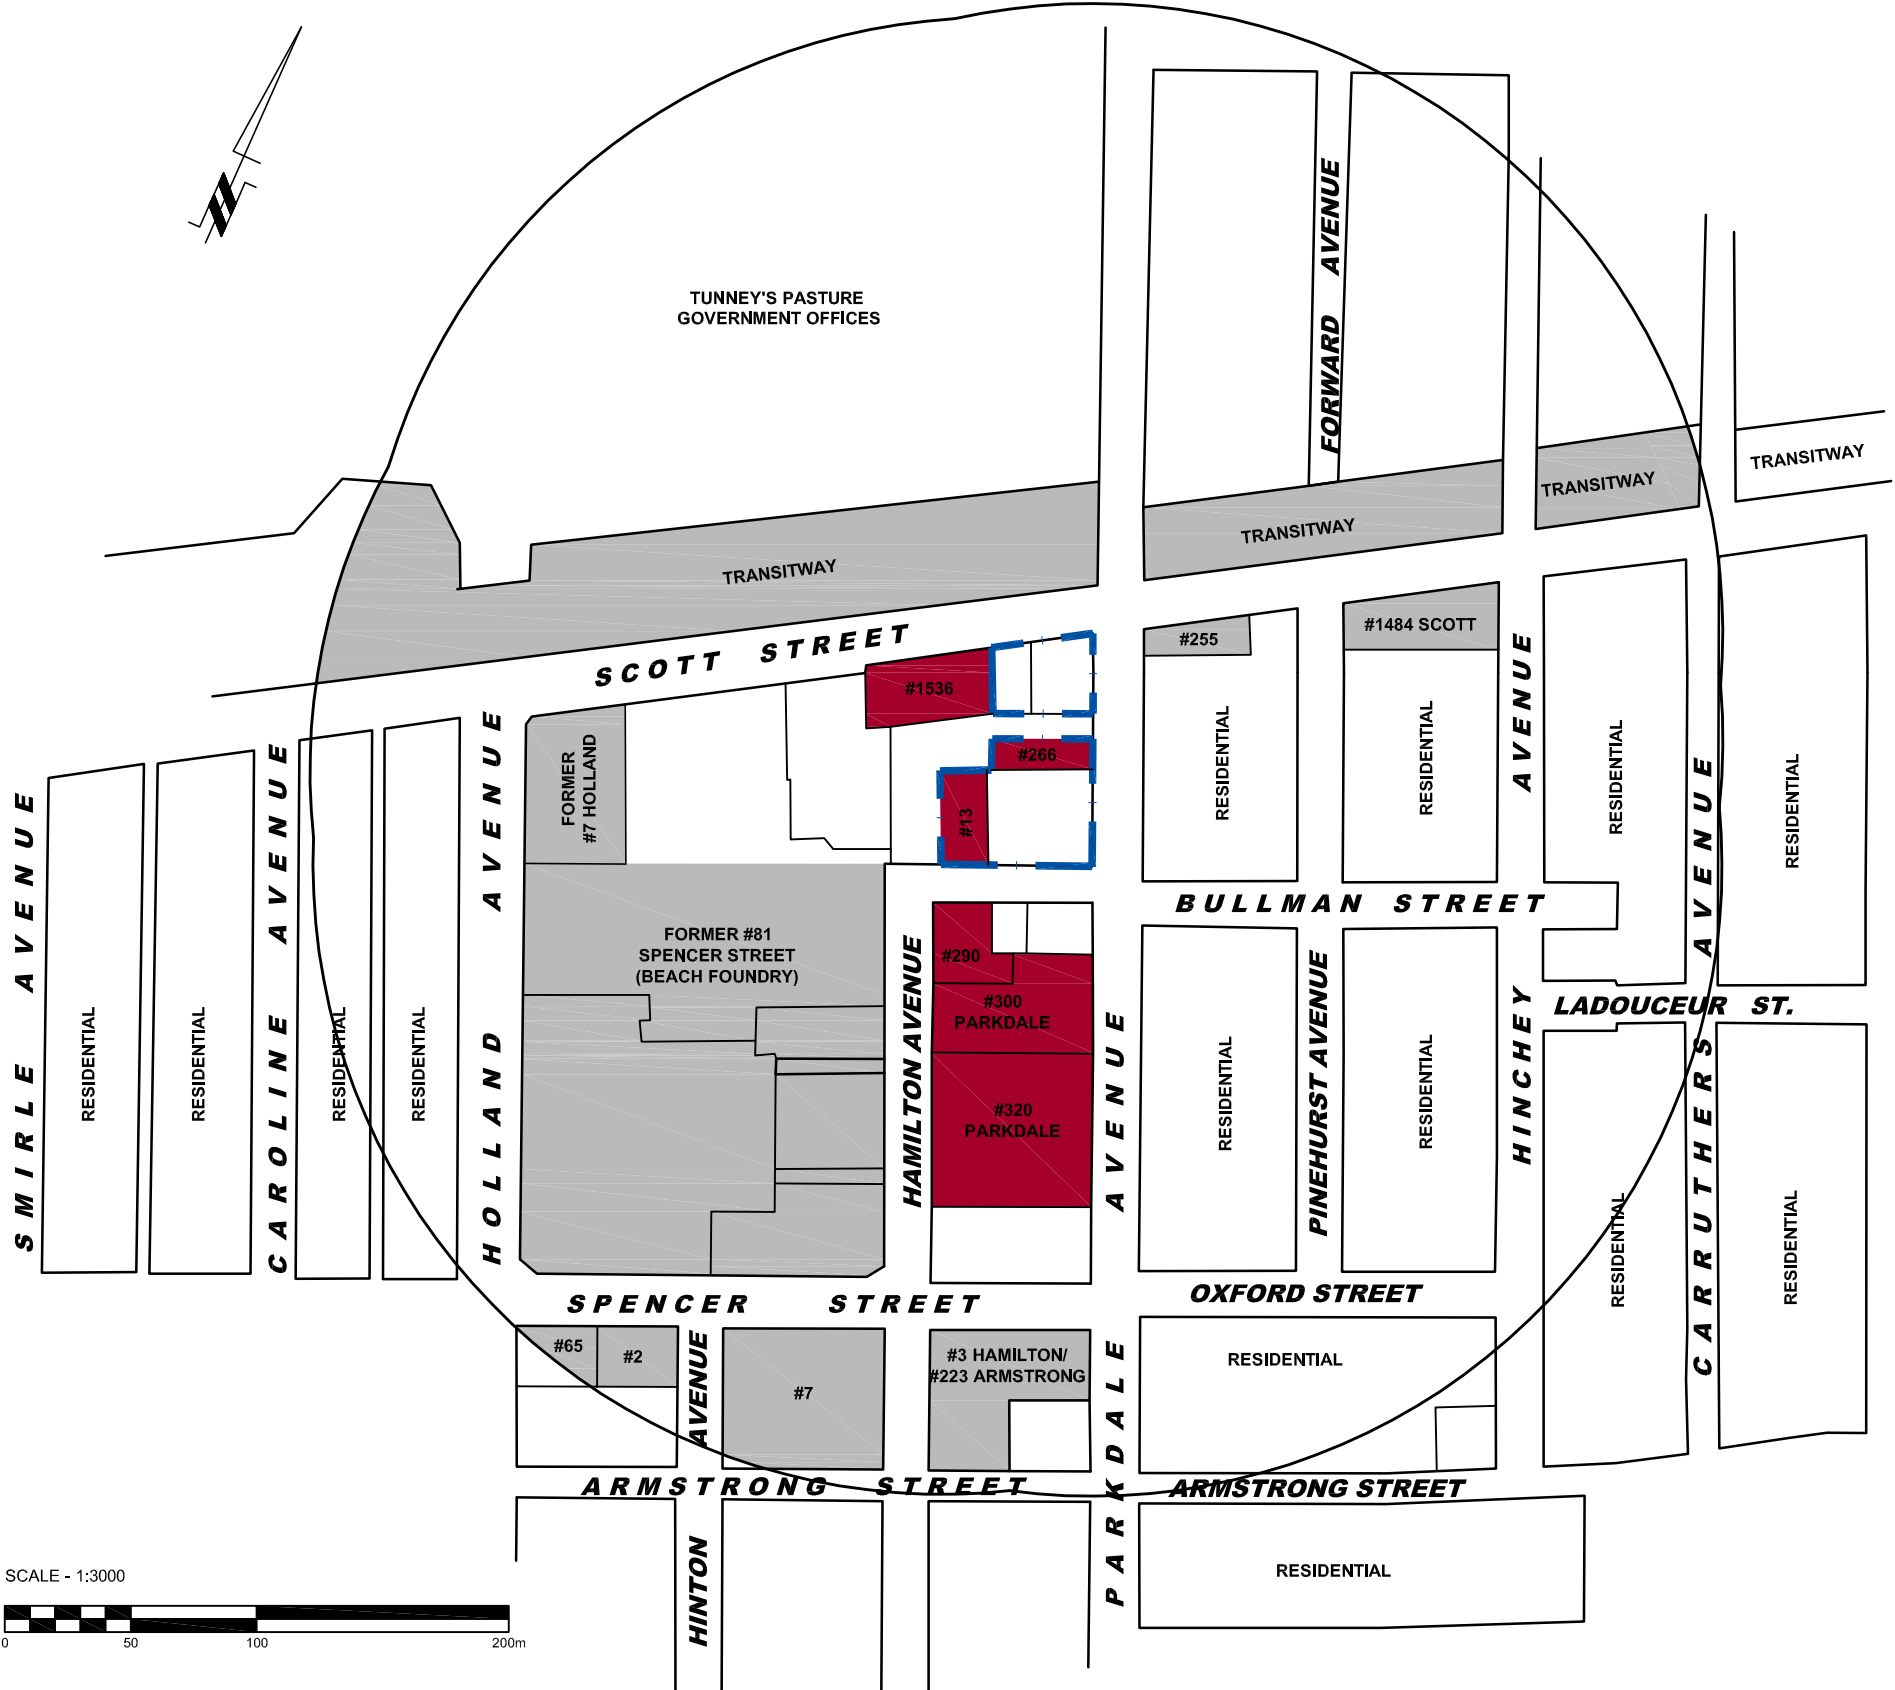 TUNNEY'S PASTURE
GOVERNMENT OFFICES
FORWARD AVENUE
TRANSITWAY
TRANSITWAY
TRANSITWAY
TRANSITWAY
SCOTT STREET
#1536
#266
#13
#255
#1484 SCOTT
FORMER
#7 HOLLAND
SMIRLE AVENUE
RESIDENTIAL
RESIDENTIAL
CAROLINE AVENUE
RESIDENTIAL
RESIDENTIAL
HOLLAND AVENUE
FORMER #81
SPENCER STREET
(BEACH FOUNDRY)
HAMILTON AVENUE
#290
#300
PARKDALE
#320
PARKDALE
PARKDALE AVENUE
RESIDENTIAL
RESIDENTIAL
RESIDENTIAL
RESIDENTIAL
BULLMAN STREET
RESIDENTIAL
PINEHURST AVENUE
RESIDENTIAL
HINCHEY AVENUE
LADOUCEUR ST.
CARRUTHERS AVENUE
RESIDENTIAL
RESIDENTIAL
SPENCER STREET
OXFORD STREET
#65
#2
HINTON AVENUE
#7
#3 HAMILTON/
#223 ARMSTRONG
RESIDENTIAL
ARMSTRONG STREET
ARMSTRONG STREET
RESIDENTIAL
SCALE - 1:3000
0 50 100 200m